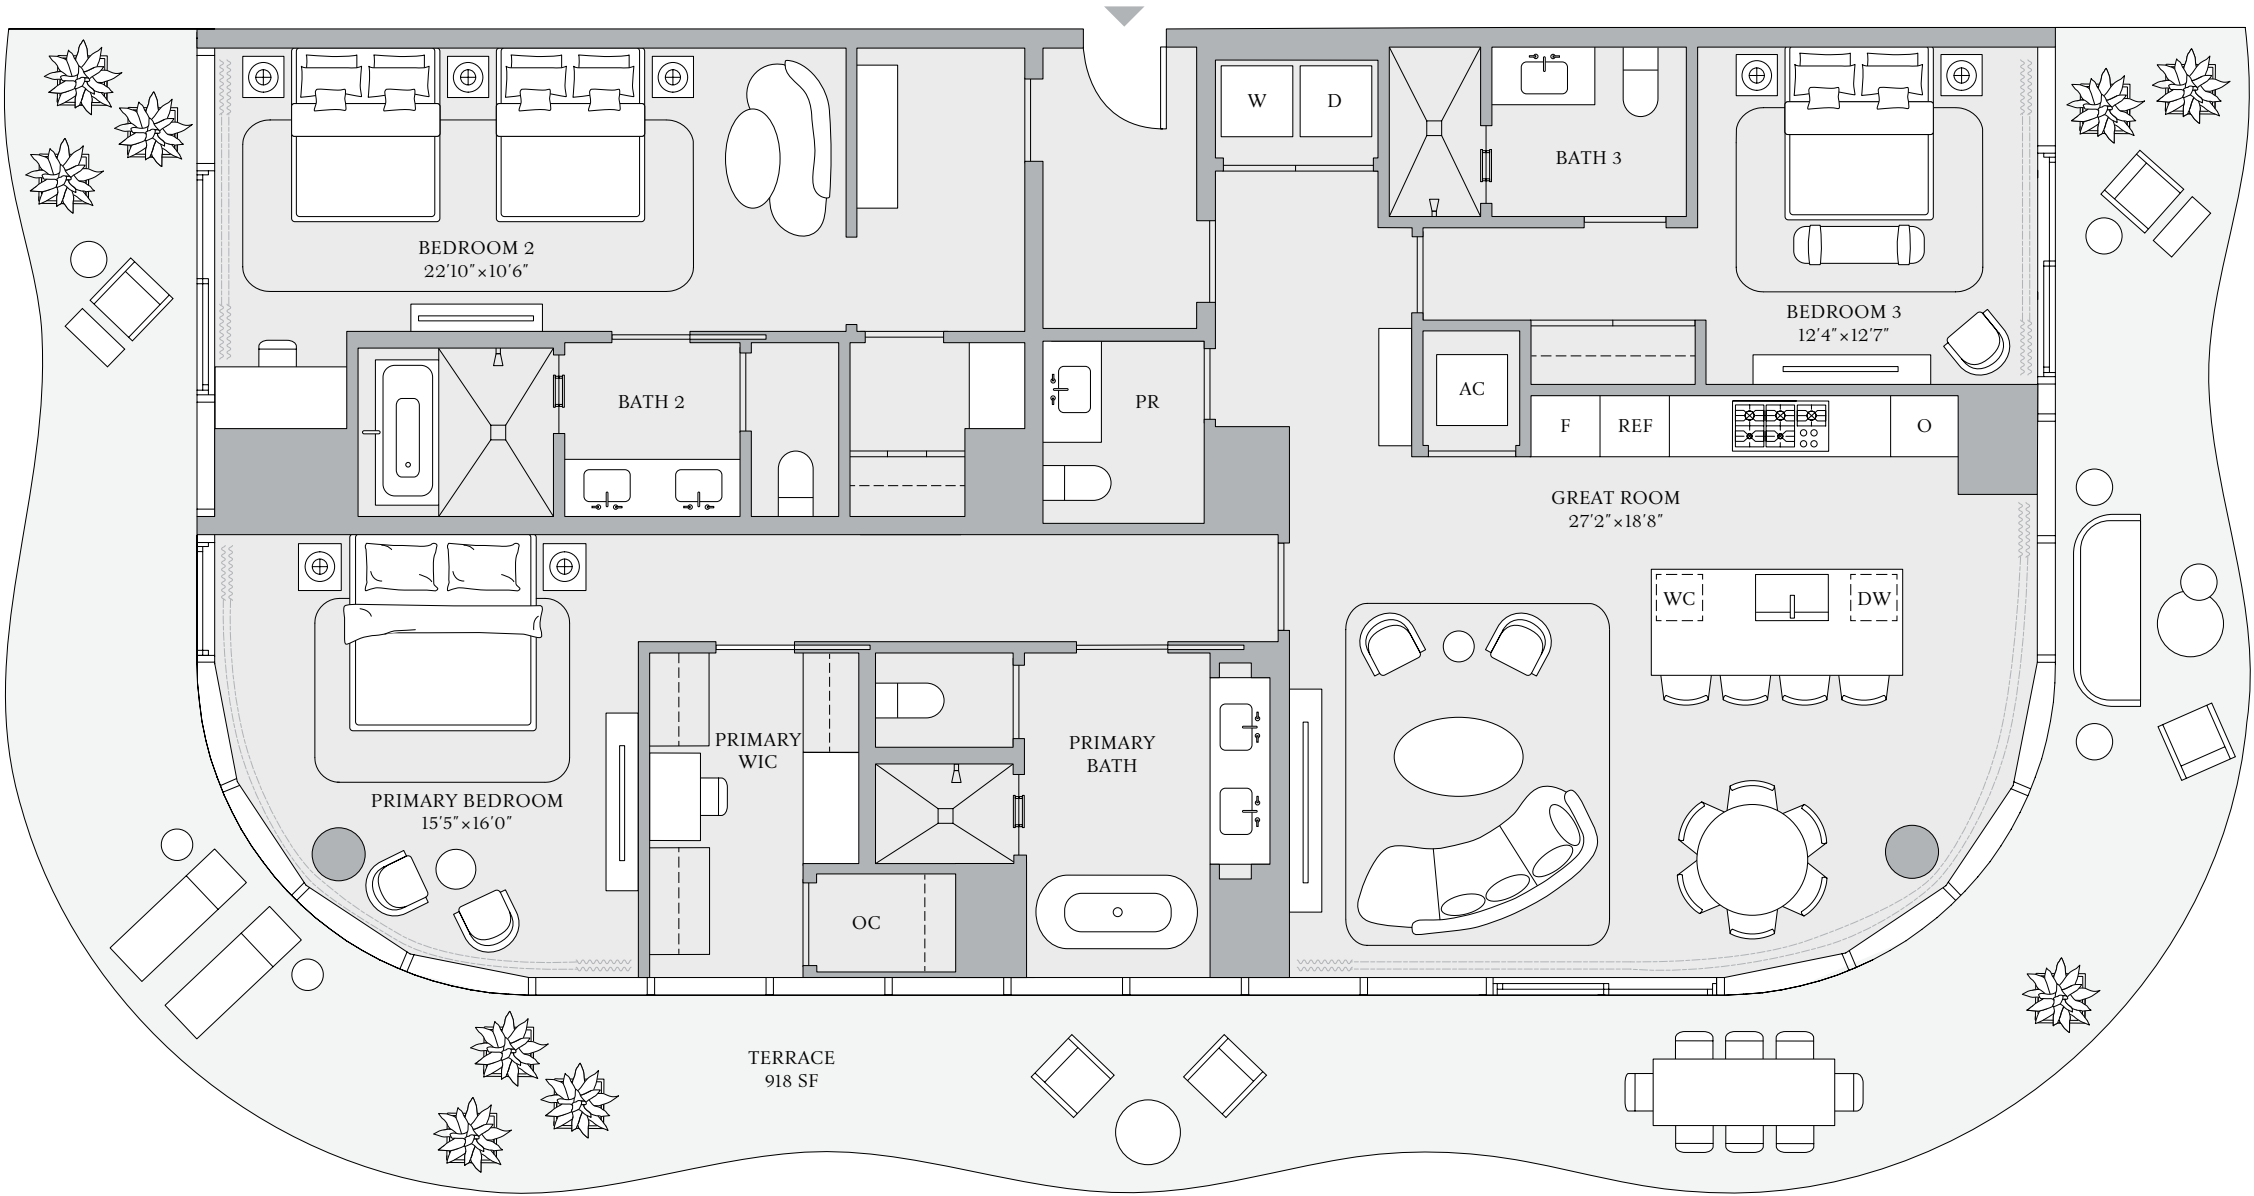 W
D
BATH 3
BEDROOM 2
22'10"×10'6"
BEDROOM 3
12'4"×12'7"
BATH 2
PR
AC
F
REF
O
GREAT ROOM
27'2"×18'8"
WC
DW
PRIMARY
WIC
PRIMARY
BATH
PRIMARY BEDROOM
15'5"×16'0"
OC
TERRACE
918 SF